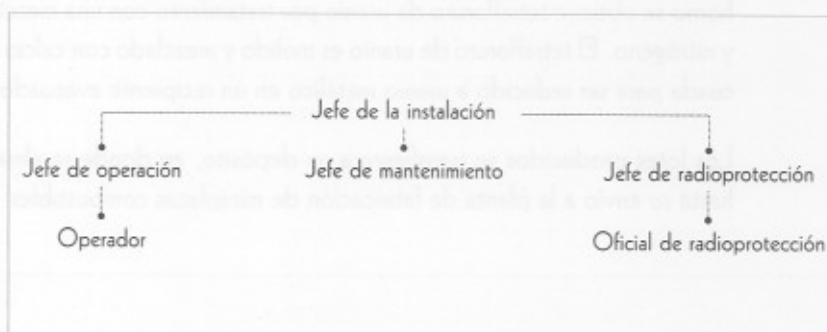 Jefe de la instalación
Jefe de operación Jefe de mantenimiento Jefe de radioprotección
Operador Oficial de radioprotección